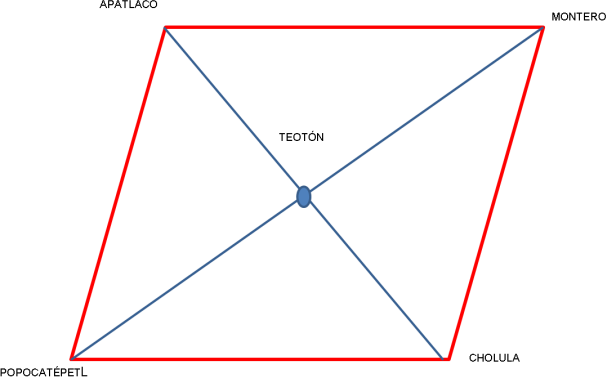 APATLACO
MONTERO
TEOTÓN
CHOLULA
POPOCATÉPETL